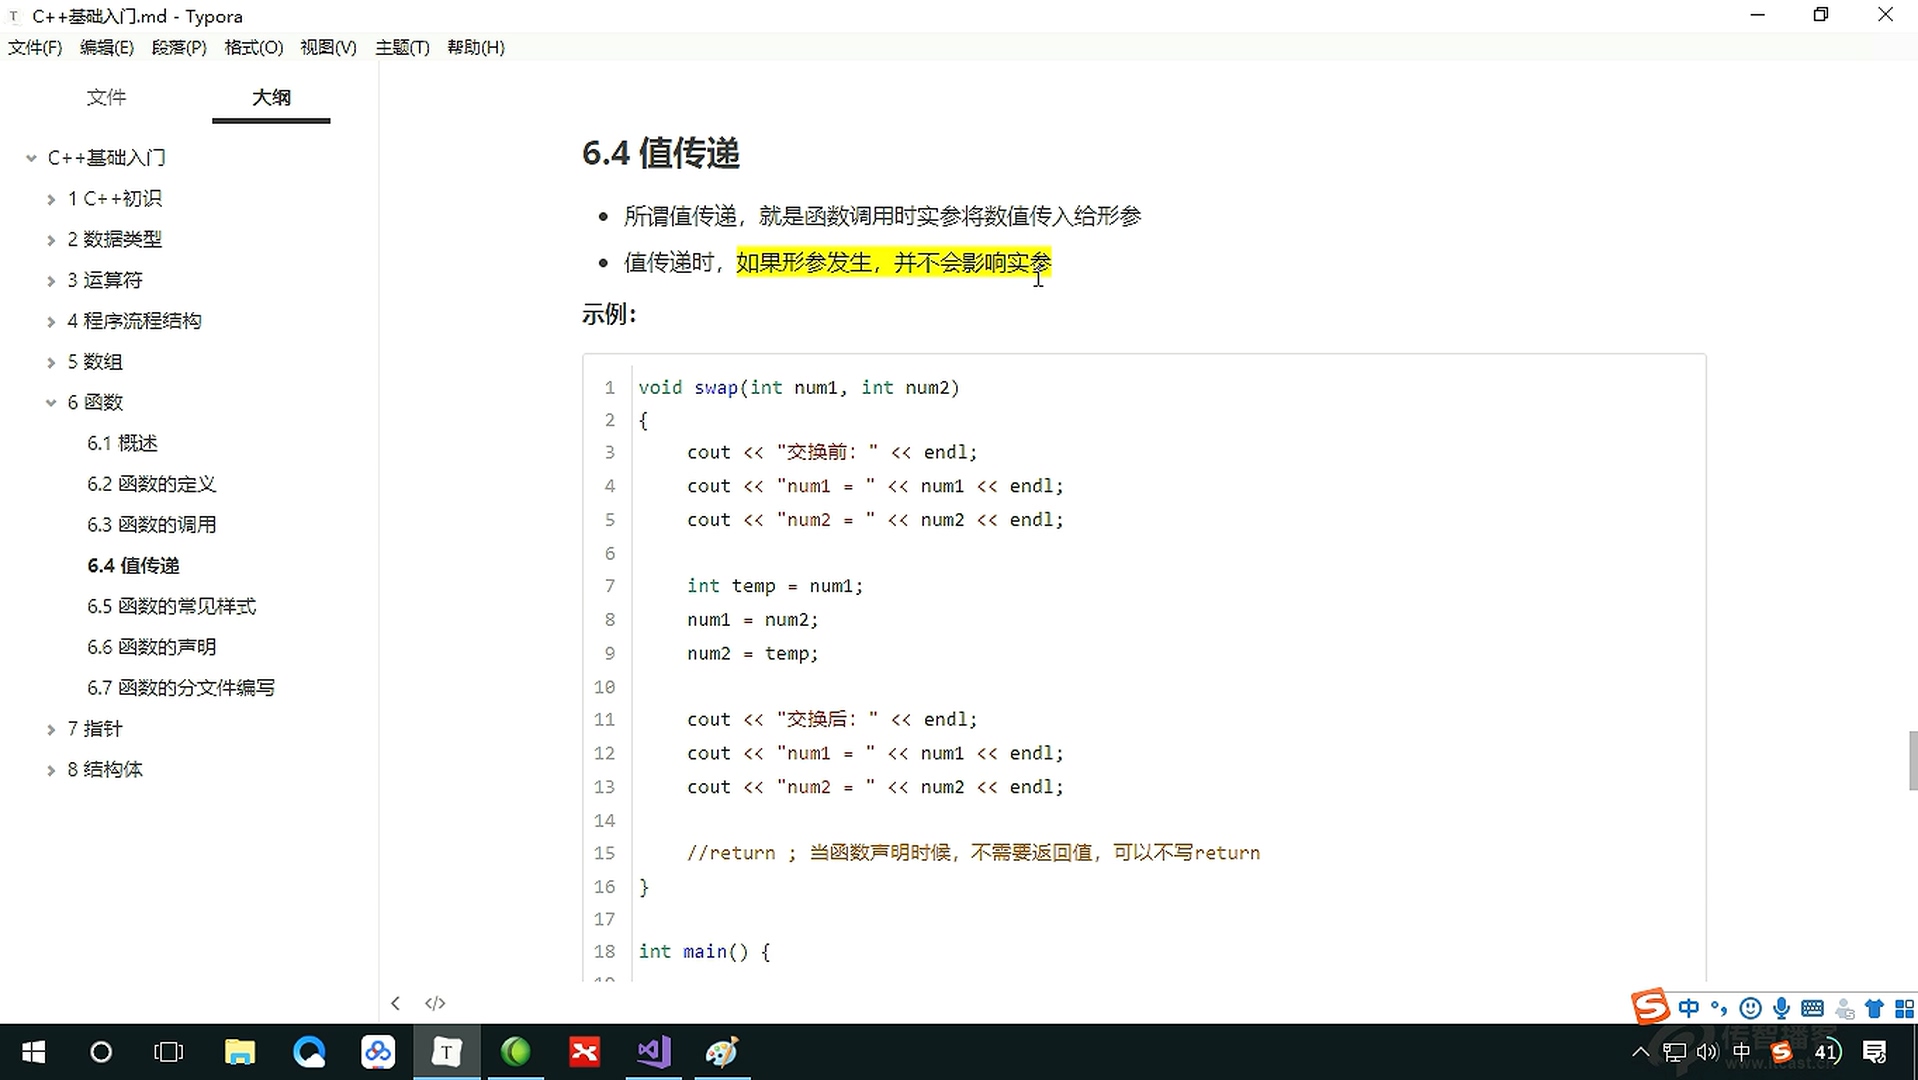 C++基础入门.md - Typora
文件(F) 编辑(E) 段落(P) 格式(O) 视图(V) 主题(T) 帮助(H)
文件 大纲
C++基础入门
1 C++初识
2 数据类型
3 运算符
4 程序流程结构
5 数组
6 函数
6.1 概述
6.2 函数的定义
6.3 函数的调用
6.4 值传递
6.5 函数的常见样式
6.6 函数的声明
6.7 函数的分文件编写
7 指针
8 结构体
6.4 值传递
所谓值传递，就是函数调用时实参将数值传入给形参
值传递时，如果形参发生，并不会影响实参
示例：
1 void swap(int num1, int num2)
2 {
3 cout << "交换前：" << endl;
4 cout << "num1 = " << num1 << endl;
5 cout << "num2 = " << num2 << endl;
6
7 int temp = num1;
8 num1 = num2;
9 num2 = temp;
10
11 cout << "交换后：" << endl;
12 cout << "num1 = " << num1 << endl;
13 cout << "num2 = " << num2 << endl;
14
15 //return ; 当函数声明时候，不需要返回值，可以不写return
16 }
17
18 int main() {
中
中 41
传智播客
www.itcast.cn